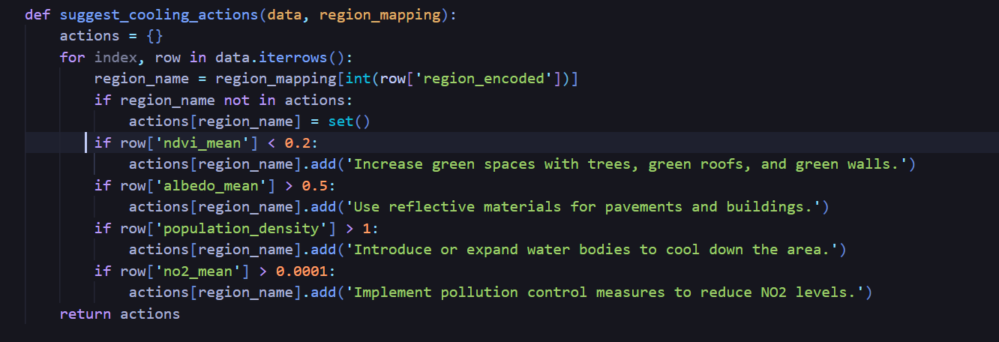 def suggest_cooling_actions(data, region_mapping):
    actions = {}
    for index, row in data.iterrows():
        region_name = region_mapping[int(row['region_encoded'])]
        if region_name not in actions:
            actions[region_name] = set()
        if row['ndvi_mean'] < 0.2:
            actions[region_name].add('Increase green spaces with trees, green roofs, and green walls.')
        if row['albedo_mean'] > 0.5:
            actions[region_name].add('Use reflective materials for pavements and buildings.')
        if row['population_density'] > 1:
            actions[region_name].add('Introduce or expand water bodies to cool down the area.')
        if row['no2_mean'] > 0.0001:
            actions[region_name].add('Implement pollution control measures to reduce NO2 levels.')
    return actions